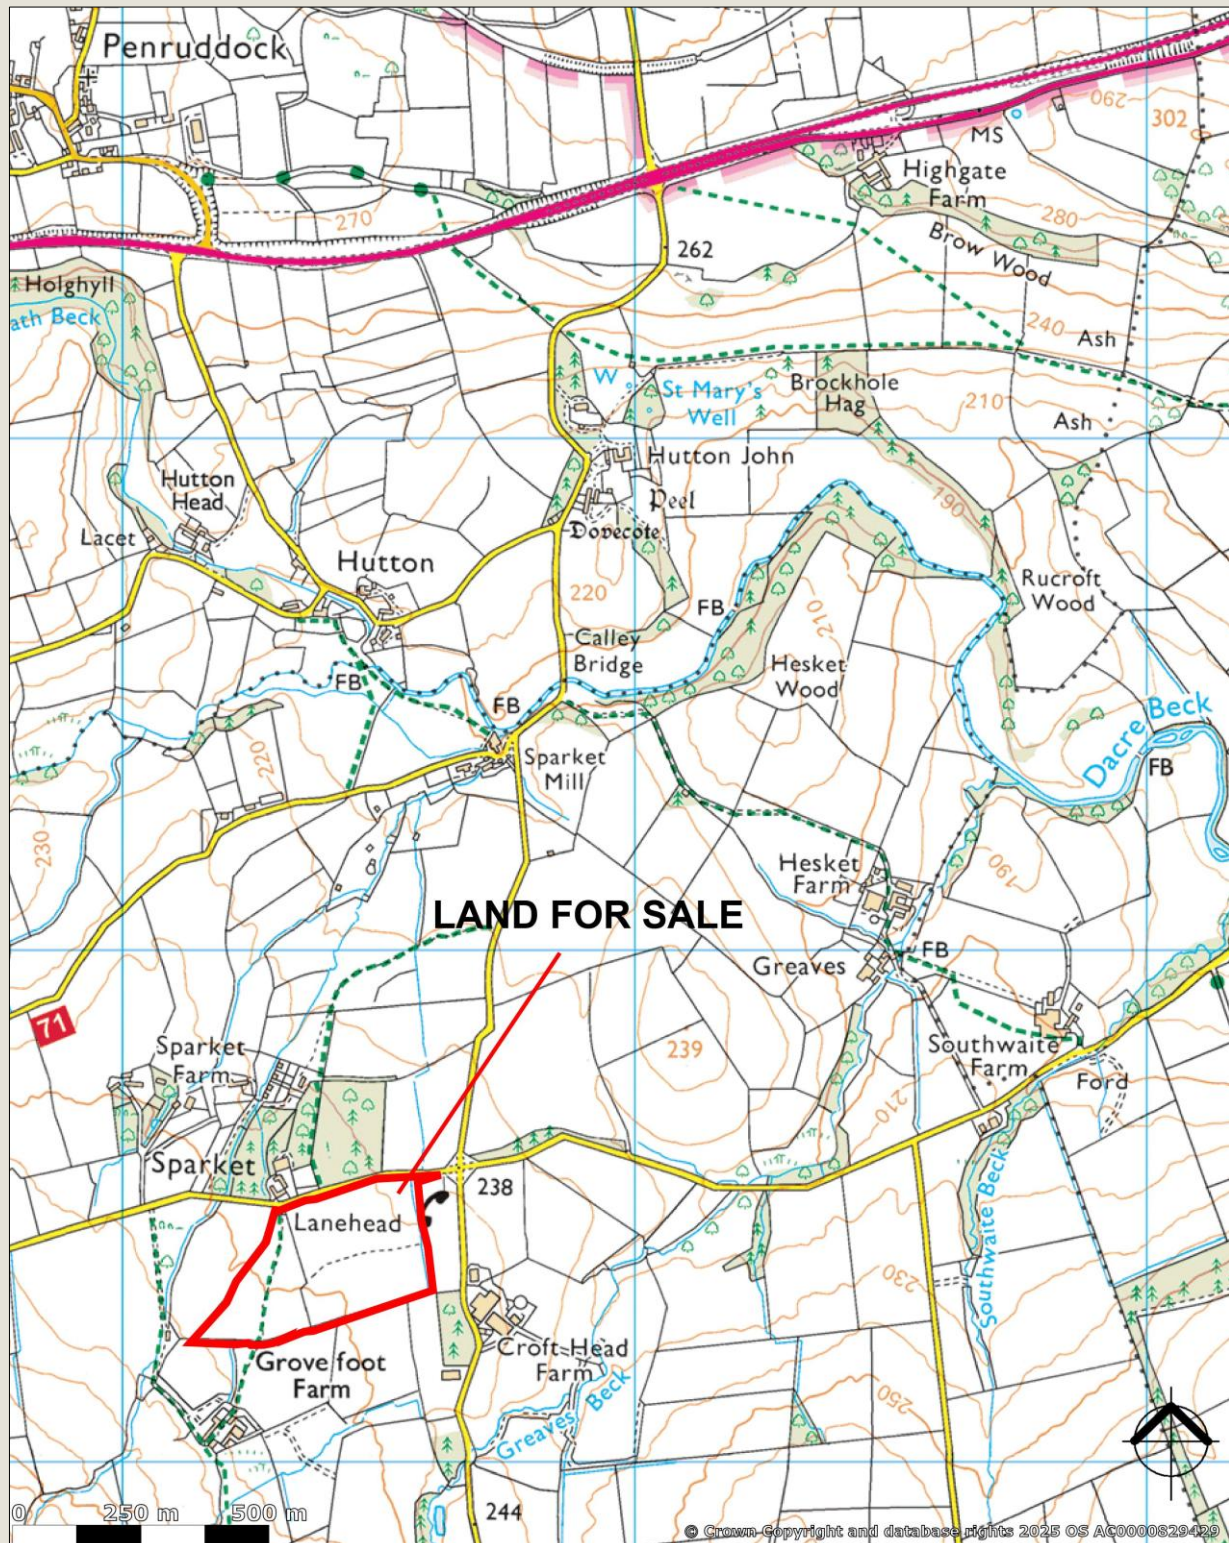 Penruddock
MS
302
290
Highgate
Farm
270
280
262
Brow Wood
Holghyll
ath Beck
240
Ash
W
St Mary's
Well
Brockhole
Hag
210
Ash
Hutton John
Peel
Hutton
Head
190
Dovecote
Lacet
Hutton
220
FB
210
Rucroft
Wood
Calley
Bridge
Hesket
Wood
FB
FB
Dacre Beck
FB
220
Sparket
Mill
230
Hesket
Farm
190
LAND FOR SALE
FB
Greaves
71
Sparket
Farm
239
Southwaite
Farm
Ford
210
Sparket
238
Lanehead
Southwaite Beck
230
Grove foot
Farm
Croft Head
Farm
Greaves Beck
250
0 250 m 500 m
244
© Crown Copyright and database rights 2025 OS AC0000829429